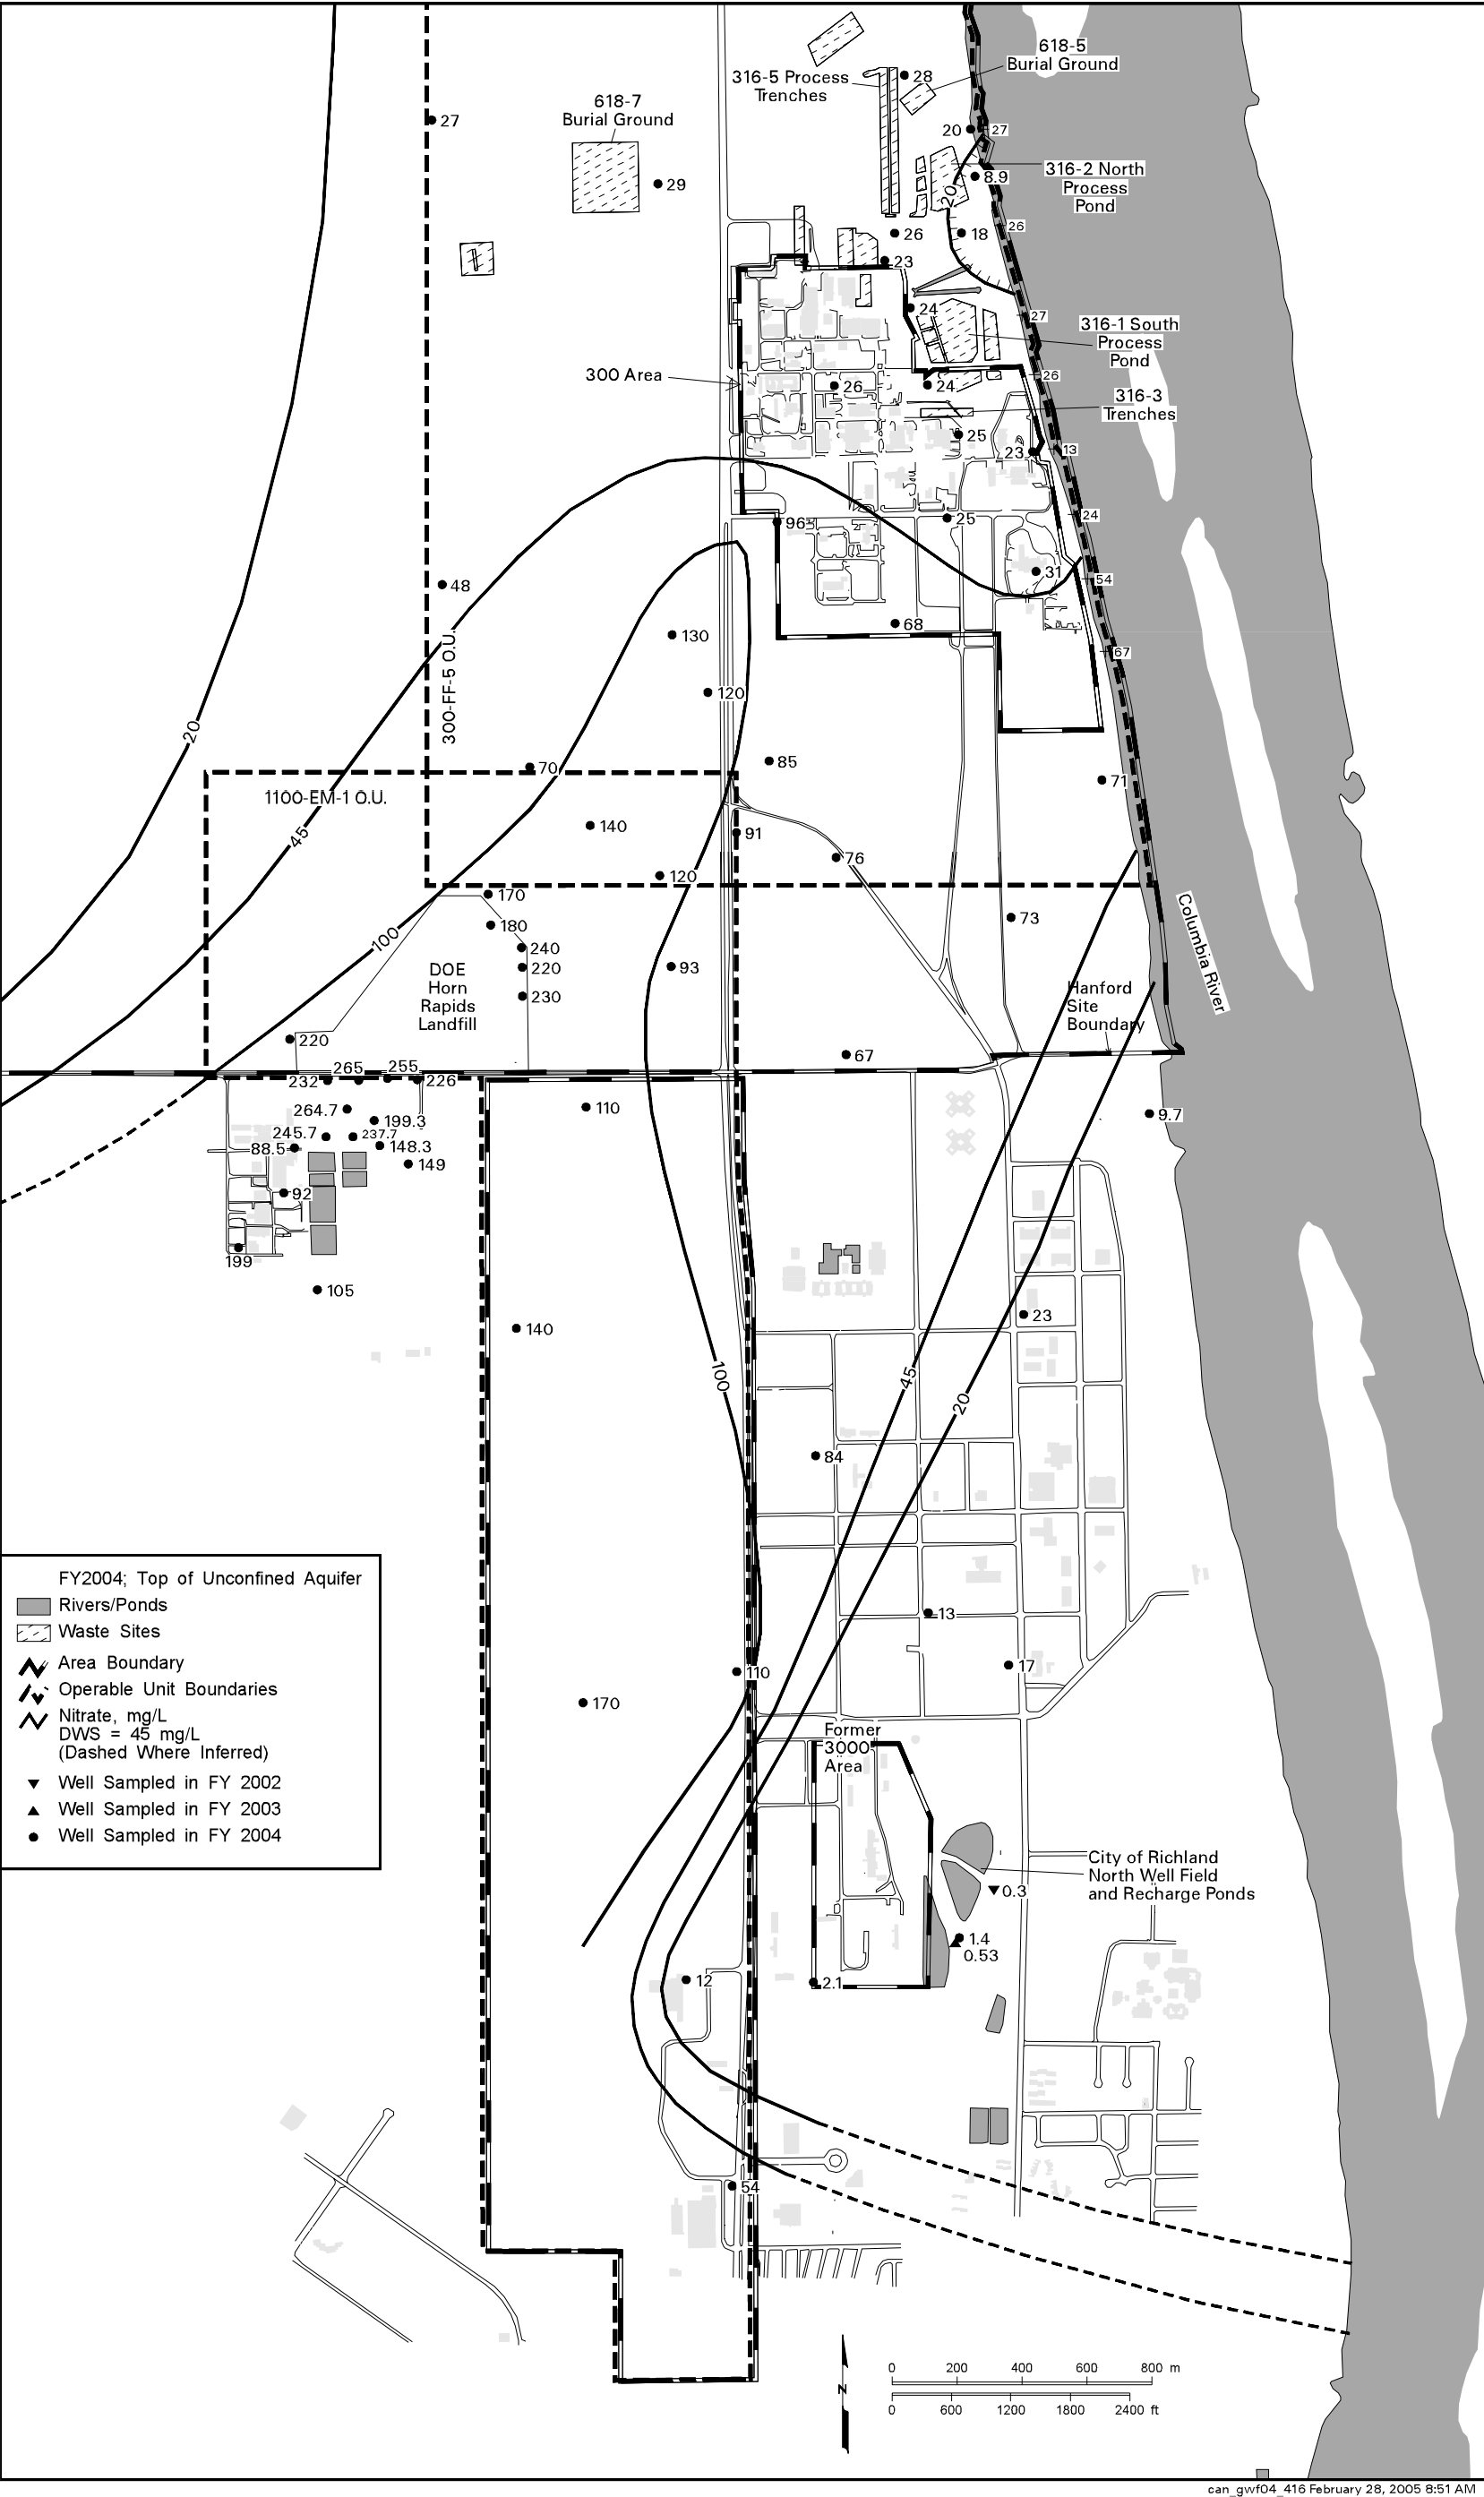 618-5
Burial Ground
316-5 Process
Trenches
28
618-7
Burial Ground
27
20
27
29
316-2 North
Process
Pond
8.9
20
26
18
26
23
24
27
316-1 South
Process
Pond
300 Area
26
26
24
316-3
Trenches
25
23
13
96
25
24
31
54
48
68
130
67
300-FF-5 O.U.
120
20
85
70
71
1100-EM-1 O.U.
45
140
91
76
120
170
73
180
100
240
93
220
DOE
Horn
Rapids
Landfill
230
Columbia River
Hanford
Site
Boundary
220
67
265
255
232
226
264.7
110
9.7
199.3
245.7
237.7
88.5
148.3
149
92
199
105
140
23
100
45
20
84
13
17
110
170
FY2004; Top of Unconfined Aquifer
Rivers/Ponds
Waste Sites
Area Boundary
Operable Unit Boundaries
Nitrate, mg/L
DWS = 45 mg/L
(Dashed Where Inferred)
Well Sampled in FY 2002
Well Sampled in FY 2003
Well Sampled in FY 2004
Former
3000
Area
City of Richland
North Well Field
and Recharge Ponds
0.3
1.4
0.53
12
2.1
54
N
0 200 400 600 800 m
0 600 1200 1800 2400 ft
can_gwf04_416 February 28, 2005 8:51 AM